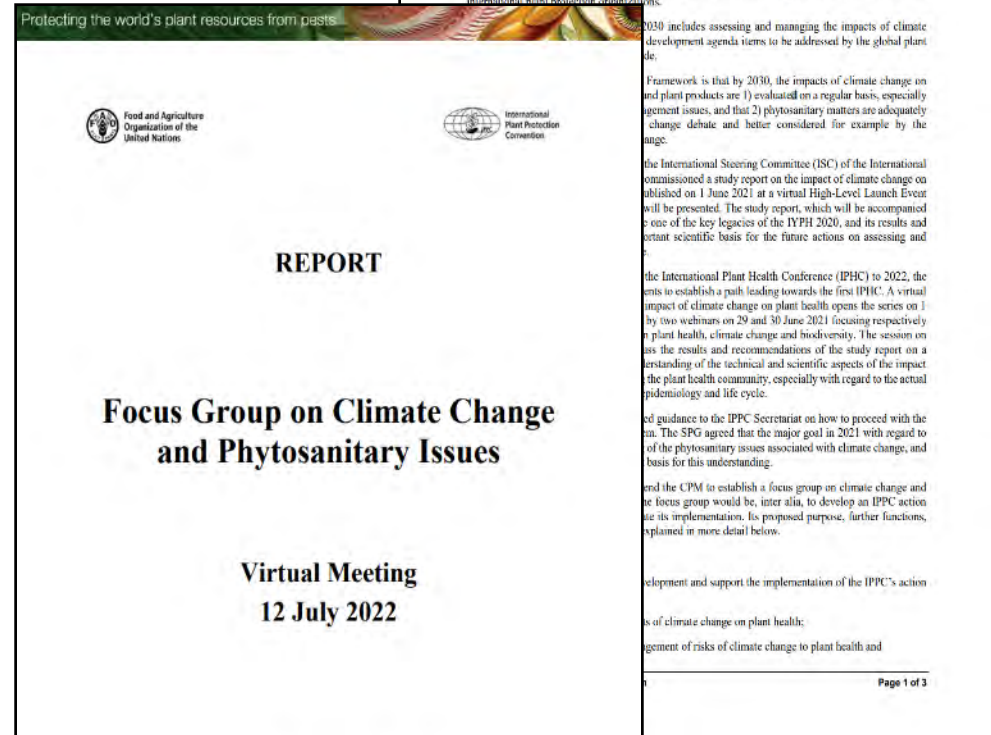 Protecting the world's plant resources from pests
Food and Agriculture
Organization of the
United Nations
International
Plant Protection
Convention
REPORT
Focus Group on Climate Change
and Phytosanitary Issues
Virtual Meeting
12 July 2022
international plant protection organizations.
2030 includes assessing and managing the impacts of climate
development agenda items to be addressed by the global plant
de.
Framework is that by 2030, the impacts of climate change on
and plant products are 1) evaluated on a regular basis, especially
agement issues, and that 2) phytosanitary matters are adequately
change debate and better considered for example by the
ange.
the International Steering Committee (ISC) of the International
ommissioned a study report on the impact of climate change on
ublished on 1 June 2021 at a virtual High-Level Launch Event
will be presented. The study report, which will be accompanied
e one of the key legacies of the IYPH 2020, and its results and
ortant scientific basis for the future actions on assessing and
e.
the International Plant Health Conference (IPHC) to 2022, the
ents to establish a path leading towards the first IPHC. A virtual
impact of climate change on plant health opens the series on 1
by two webinars on 29 and 30 June 2021 focusing respectively
n plant health, climate change and biodiversity. The session on
uss the results and recommendations of the study report on a
derstanding of the technical and scientific aspects of the impact
the plant health community, especially with regard to the actual
epidemiology and life cycle.
ed guidance to the IPPC Secretariat on how to proceed with the
em. The SPG agreed that the major goal in 2021 with regard to
of the phytosanitary issues associated with climate change, and
basis for this understanding.
end the CPM to establish a focus group on climate change and
he focus group would be, inter alia, to develop an IPPC action
ate its implementation. Its proposed purpose, further functions,
explained in more detail below.
velopment and support the implementation of the IPPC's action
ts of climate change on plant health;
gement of risks of climate change to plant health and
Page 1 of 3